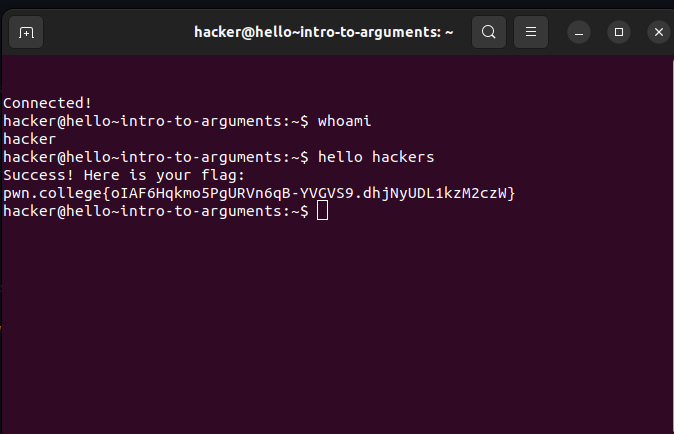 hacker@hello~intro-to-arguments: ~
Connected!
hacker@hello~intro-to-arguments:~$ whoami
hacker
hacker@hello~intro-to-arguments:~$ hello hackers
Success! Here is your flag:
pwn.college{oIAF6Hqkmo5PgURVn6qB-YVGVS9.dhjNyUDL1kzM2czW}
hacker@hello~intro-to-arguments:~$